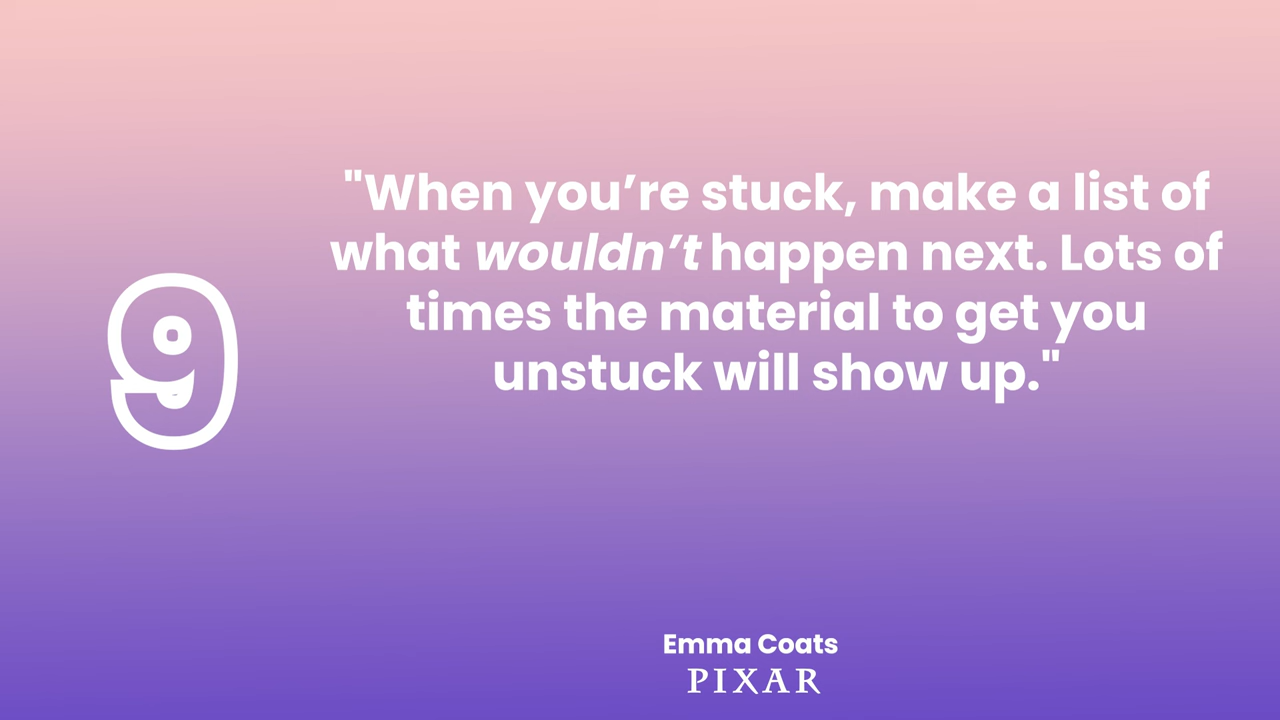 9
"When you’re stuck, make a list of
what wouldn’t happen next. Lots of
times the material to get you
unstuck will show up."
Emma Coats
PIXAR